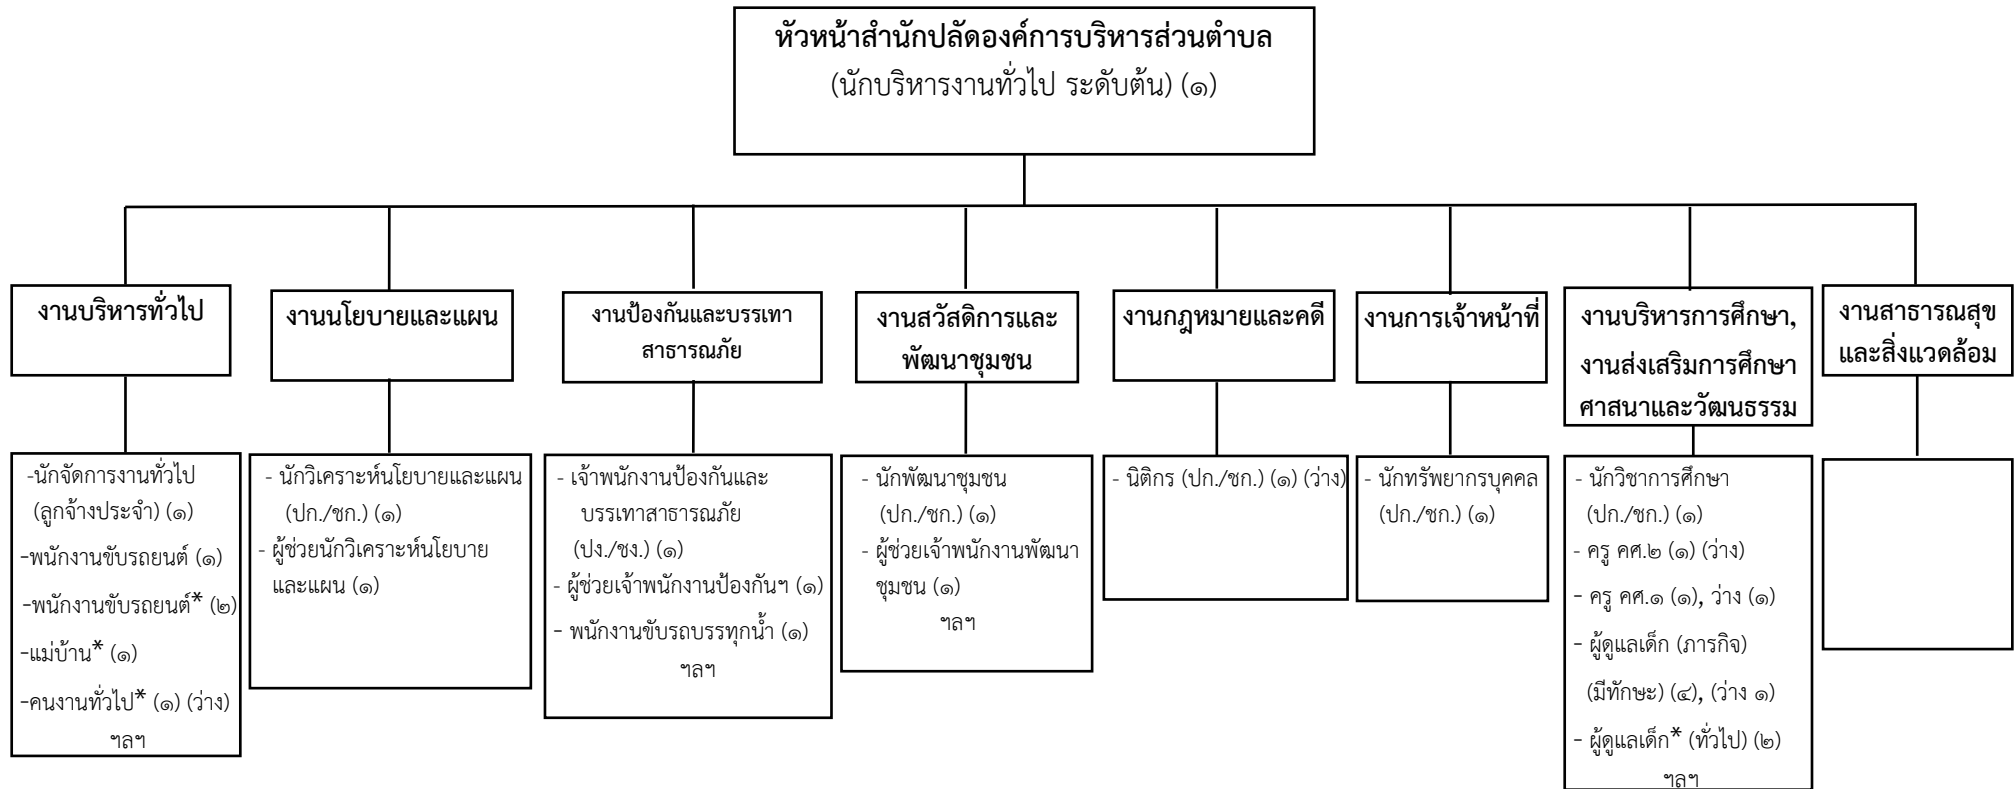 หัวหน้าสำนักปลัดองค์การบริหารส่วนตำบล
(นักบริหารงานทั่วไป ระดับต้น) (๑)
งานบริหารทั่วไป
งานนโยบายและแผน
งานป้องกันและบรรเทา
สาธารณภัย
งานสวัสดิการและ
พัฒนาชุมชน
งานกฎหมายและคดี
งานการเจ้าหน้าที่
งานบริหารการศึกษา,
งานส่งเสริมการศึกษา
ศาสนาและวัฒนธรรม
งานสาธารณสุข
และสิ่งแวดล้อม
-นักจัดการงานทั่วไป
(ลูกจ้างประจำ) (๑)
-พนักงานขับรถยนต์ (๑)
-พนักงานขับรถยนต์* (๒)
-แม่บ้าน* (๑)
-คนงานทั่วไป* (๑) (ว่าง)
ฯลฯ
- นักวิเคราะห์นโยบายและแผน
(ปก./ชก.) (๑)
- ผู้ช่วยนักวิเคราะห์นโยบาย
และแผน (๑)
- เจ้าพนักงานป้องกันและ
บรรเทาสาธารณภัย
(ปง./ชง.) (๑)
- ผู้ช่วยเจ้าพนักงานป้องกันฯ (๑)
- พนักงานขับรถบรรทุกน้ำ (๑)
ฯลฯ
- นักพัฒนาชุมชน
(ปก./ชก.) (๑)
- ผู้ช่วยเจ้าพนักงานพัฒนา
ชุมชน (๑)
ฯลฯ
- นิติกร (ปก./ชก.) (๑) (ว่าง)
- นักทรัพยากรบุคคล
(ปก./ชก.) (๑)
- นักวิชาการศึกษา
(ปก./ชก.) (๑)
- ครู คศ.๒ (๑) (ว่าง)
- ครู คศ.๑ (๑), ว่าง (๑)
- ผู้ดูแลเด็ก (ภารกิจ)
(มีทักษะ) (๔), (ว่าง ๑)
- ผู้ดูแลเด็ก* (ทั่วไป) (๒)
ฯลฯ